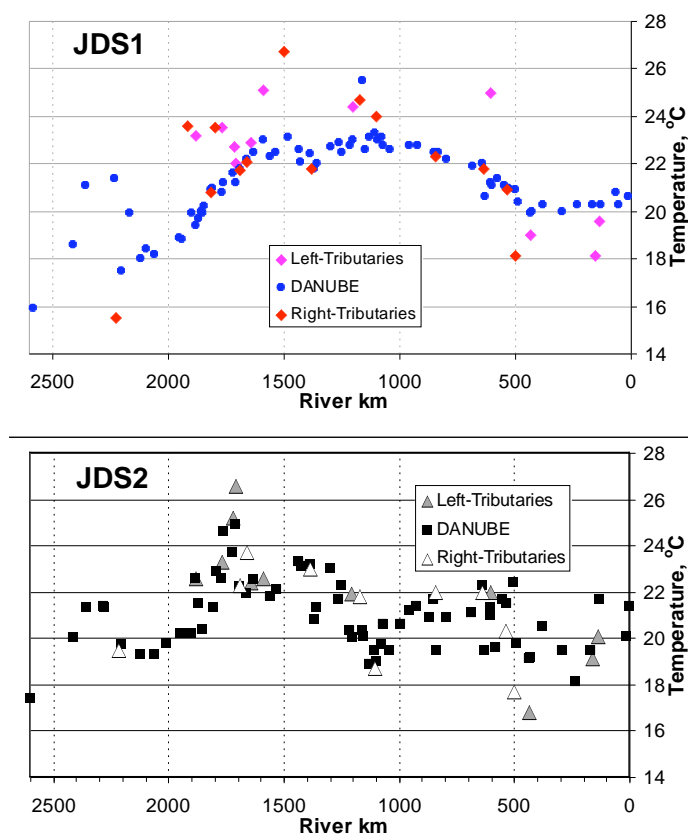 JDS1
28
26
24
22
20
18
16
14
Temperature, °C
Left-Tributaries
DANUBE
Right-Tributaries
2500 2000 1500 1000 500 0
River km
JDS2
28
26
24
22
20
18
16
14
Temperature, °C
Left-Tributaries
DANUBE
Right-Tributaries
2500 2000 1500 1000 500 0
River km